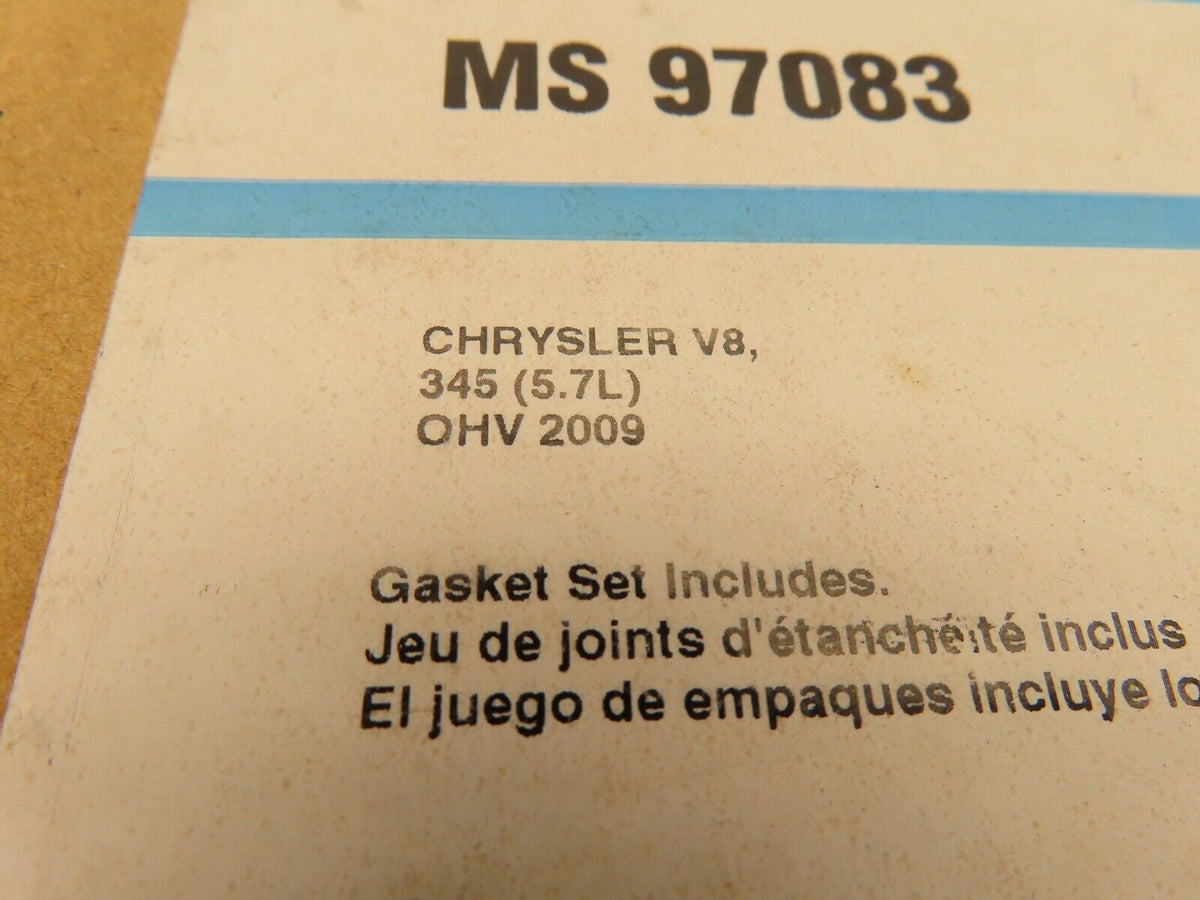 MS 97083
CHRYSLER V8,
345 (5.7L)
OHV 2009
Gasket Set Includes.
Jeu de joints d'étanchéité inclus
El juego de empaques incluye lo